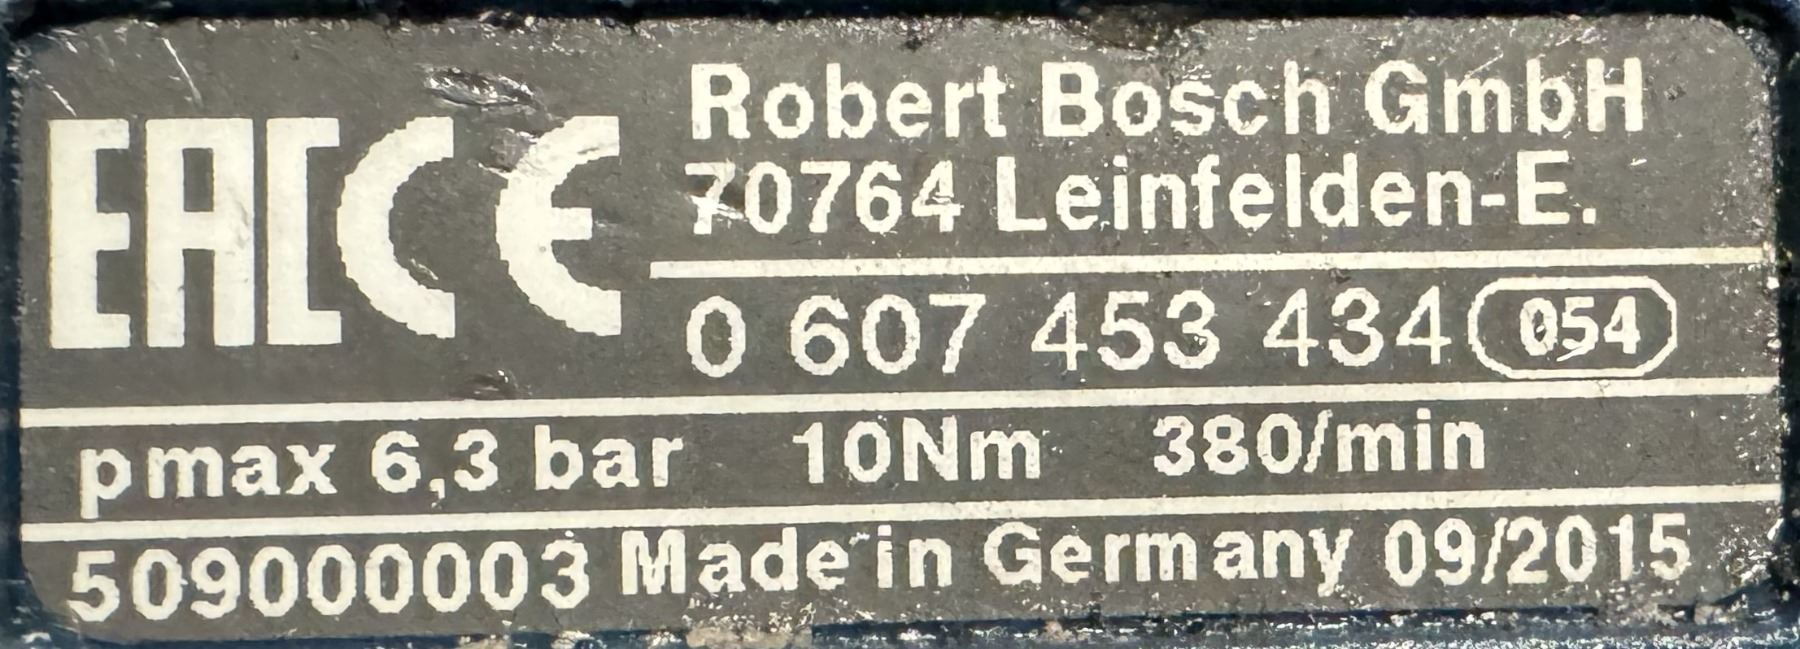 EAC CE
Robert Bosch GmbH
70764 Leinfelden-E.
0 607 453 434 054
pmax 6,3 bar 10Nm 380/min
509000003 Made in Germany 09/2015